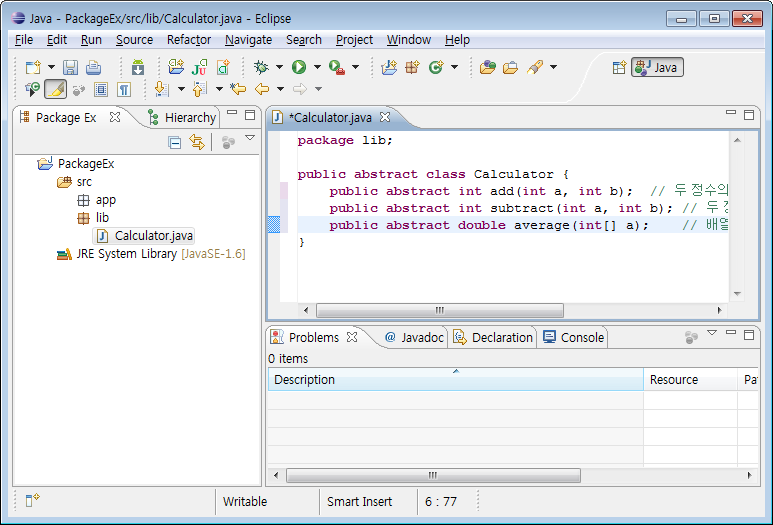 Java - PackageEx/src/lib/Calculator.java - Eclipse
File Edit Run Source Refactor Navigate Search Project Window Help
Java
Package Ex Hierarchy
PackageEx
src
app
lib
Calculator.java
JRE System Library [JavaSE-1.6]
*Calculator.java
package lib;
public abstract class Calculator {
public abstract int add(int a, int b); // 두 정수의
public abstract int subtract(int a, int b); // 두
public abstract double average(int[] a); // 배열
}
Problems @ Javadoc Declaration Console
0 items
Description Resource Pa
Writable Smart Insert 6 : 77